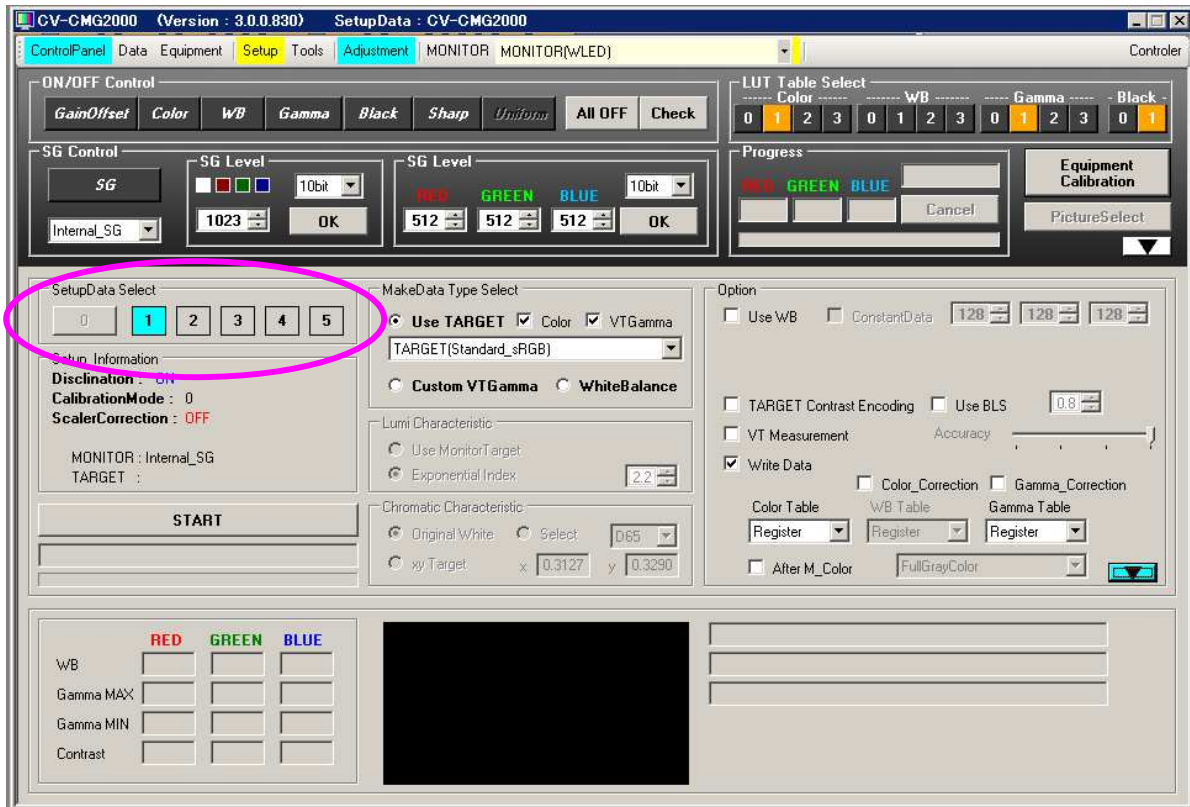 CV-CMG2000 (Version : 3.0.0.830) SetupData : CV-CMG2000
ControlPanel Data Equipment Setup Tools Adjustment MONITOR MONITOR(WLED) Controler
ON/OFF Control
GainOffset Color WB Gamma Black Sharp Uniform All OFF Check
LUT Table Select
------ Color ------ ------- WB ------- ----- Gamma ----- - Black -
0 1 2 3 0 1 2 3 0 1 2 3 0 1
SG Control
SG
Internal_SG
SG Level
10bit
1023 OK
SG Level
RED GREEN BLUE 10bit
512 512 512 OK
Progress
RED GREEN BLUE
Cancel
Equipment
Calibration
PictureSelect
SetupData Select
0 1 2 3 4 5
Setup Information
Disclination : ON
CalibrationMode : 0
ScalerCorrection : OFF
MONITOR : Internal_SG
TARGET :
START
MakeData Type Select
Use TARGET Color VTGamma
TARGET(Standard_sRGB)
Custom VTGamma WhiteBalance
Lumi Characteristic
Use MonitorTarget
Exponential Index 2.2
Chromatic Characteristic
Original White Select D65
xy Target x 0.3127 y 0.3290
Option
Use WB ConstantData 128 128 128
TARGET Contrast Encoding Use BLS 0.8
VT Measurement Accuracy
Write Data
Color_Correction Gamma_Correction
Color Table WB Table Gamma Table
Register Register Register
After M_Color FullGrayColor
RED GREEN BLUE
WB
Gamma MAX
Gamma MIN
Contrast